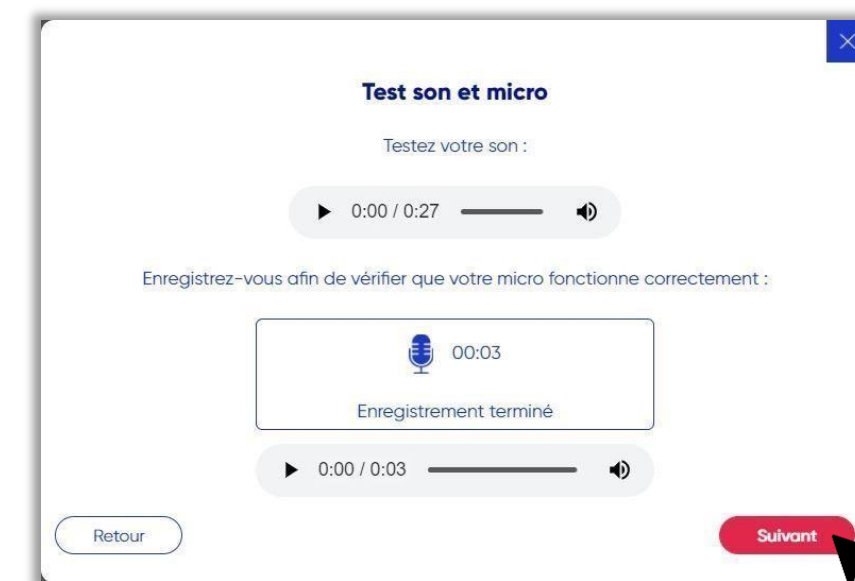 Test son et micro
Testez votre son :
0:00 / 0:27
Enregistrez-vous afin de vérifier que votre micro fonctionne correctement :
00:03
Enregistrement terminé
0:00 / 0:03
Retour
Suivant